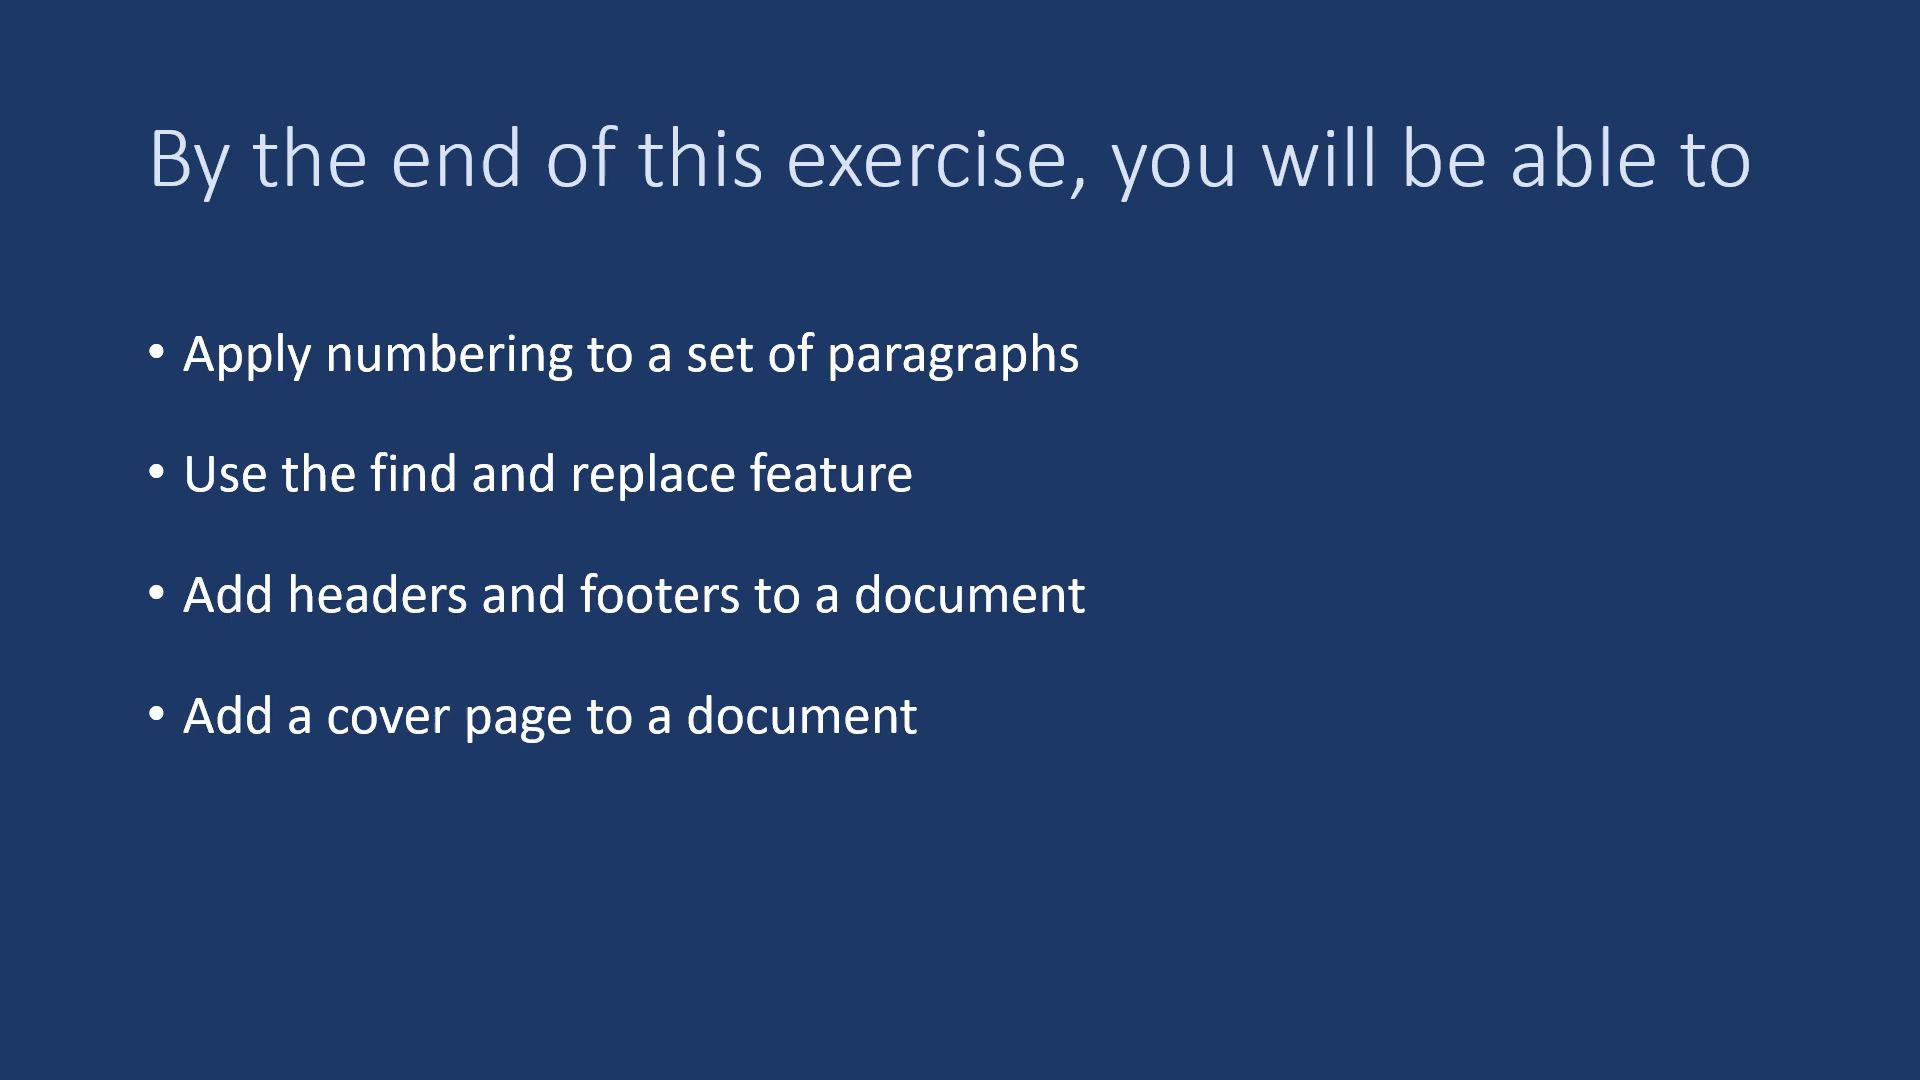 By the end of this exercise, you will be able to
• Apply numbering to a set of paragraphs
• Use the find and replace feature
• Add headers and footers to a document
• Add a cover page to a document